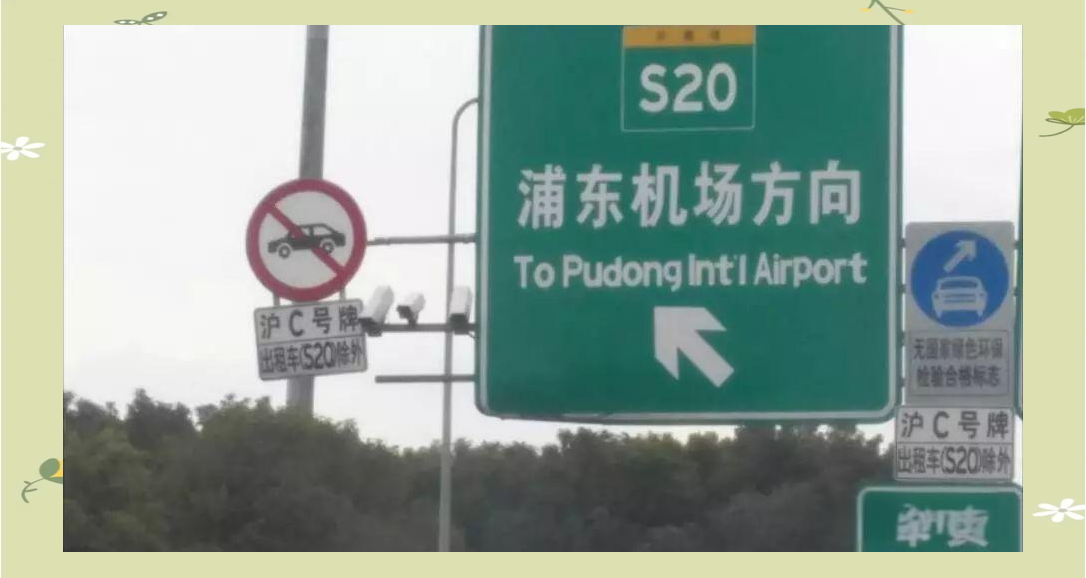 S20
浦东机场方向
To Pudong Int'l Airport
沪C号牌
出租车(S20)除外
无国家绿色环保
检验合格标志
沪C号牌
出租车(S20)除外